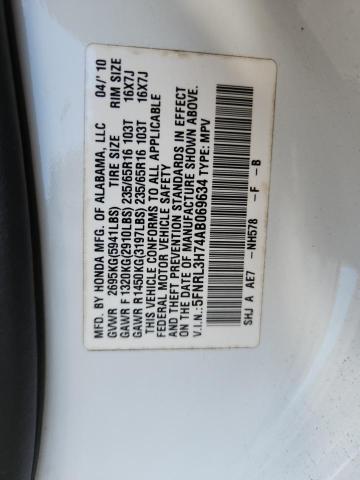 MFD. BY HONDA MFG. OF ALABAMA, LLC 04/'10
GVWR 2695KG(5941LBS) TIRE SIZE RIM SIZE
GAWR F1320KG(2910LBS) 235/65R16 103T 16X7J
GAWR R1450KG(3197LBS) 235/65R16 103T 16X7J
THIS VEHICLE CONFORMS TO ALL APPLICABLE
FEDERAL MOTOR VEHICLE SAFETY AND
THEFT PREVENTION STANDARDS IN EFFECT
ON THE DATE OF MANUFACTURE SHOWN ABOVE.
V.I.N.:5FNRL3H74AB069634 TYPE: MPV
SHJ A AE7 -NH578 -F -B